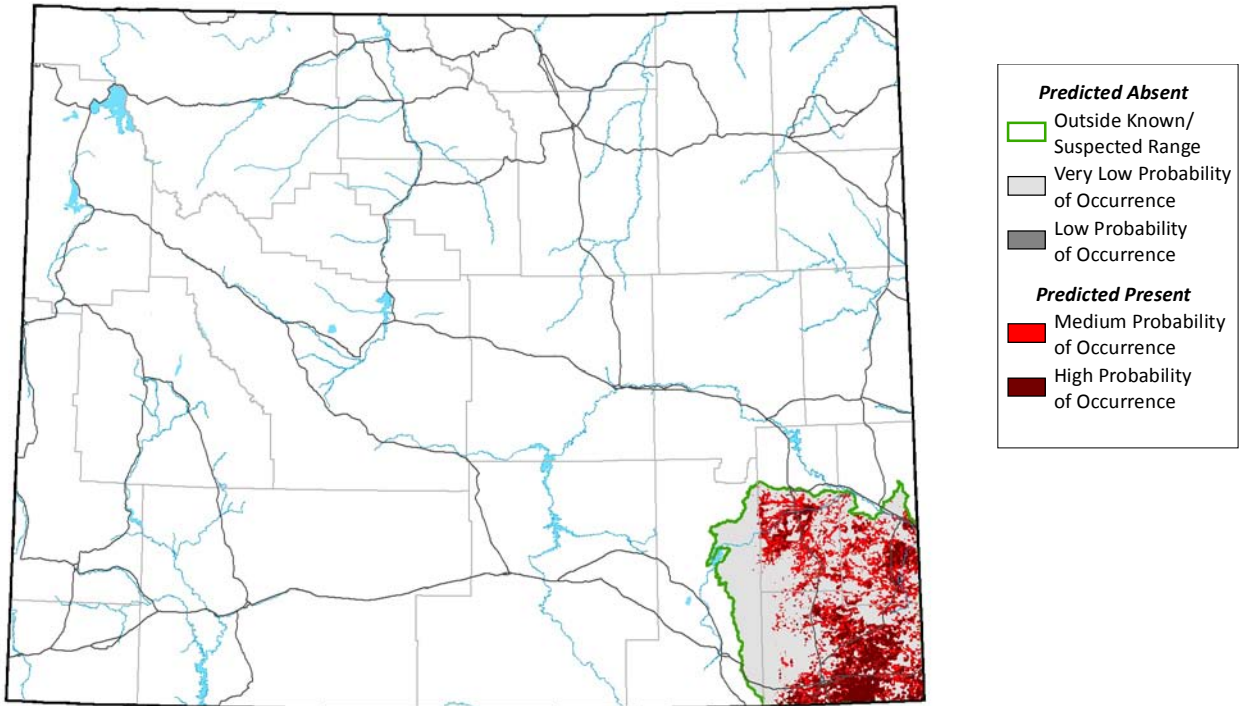 Predicted Absent
Outside Known/
Suspected Range
Very Low Probability
of Occurrence
Low Probability
of Occurrence
Predicted Present
Medium Probability
of Occurrence
High Probability
of Occurrence